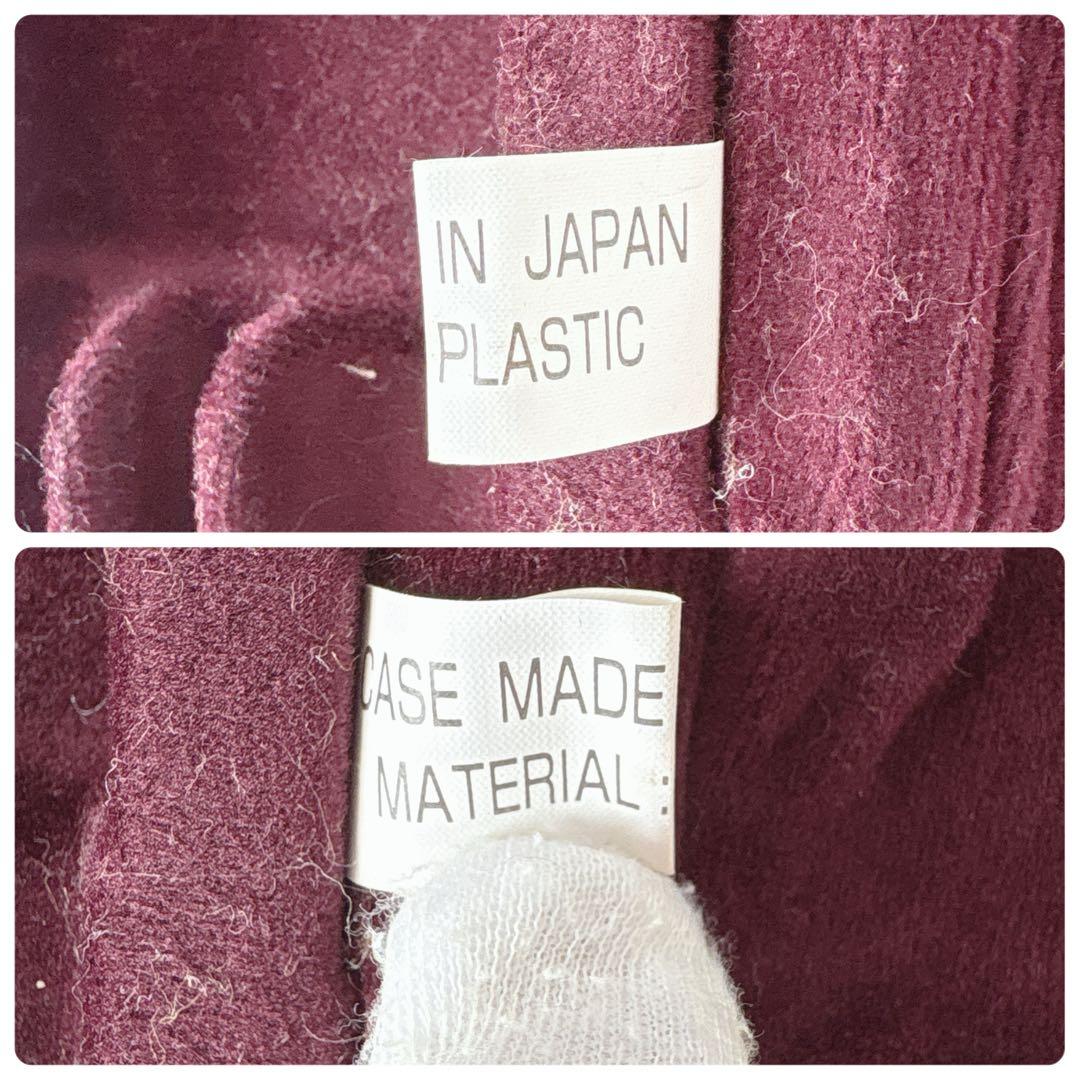 IN JAPAN
PLASTIC
CASE MADE
MATERIAL :